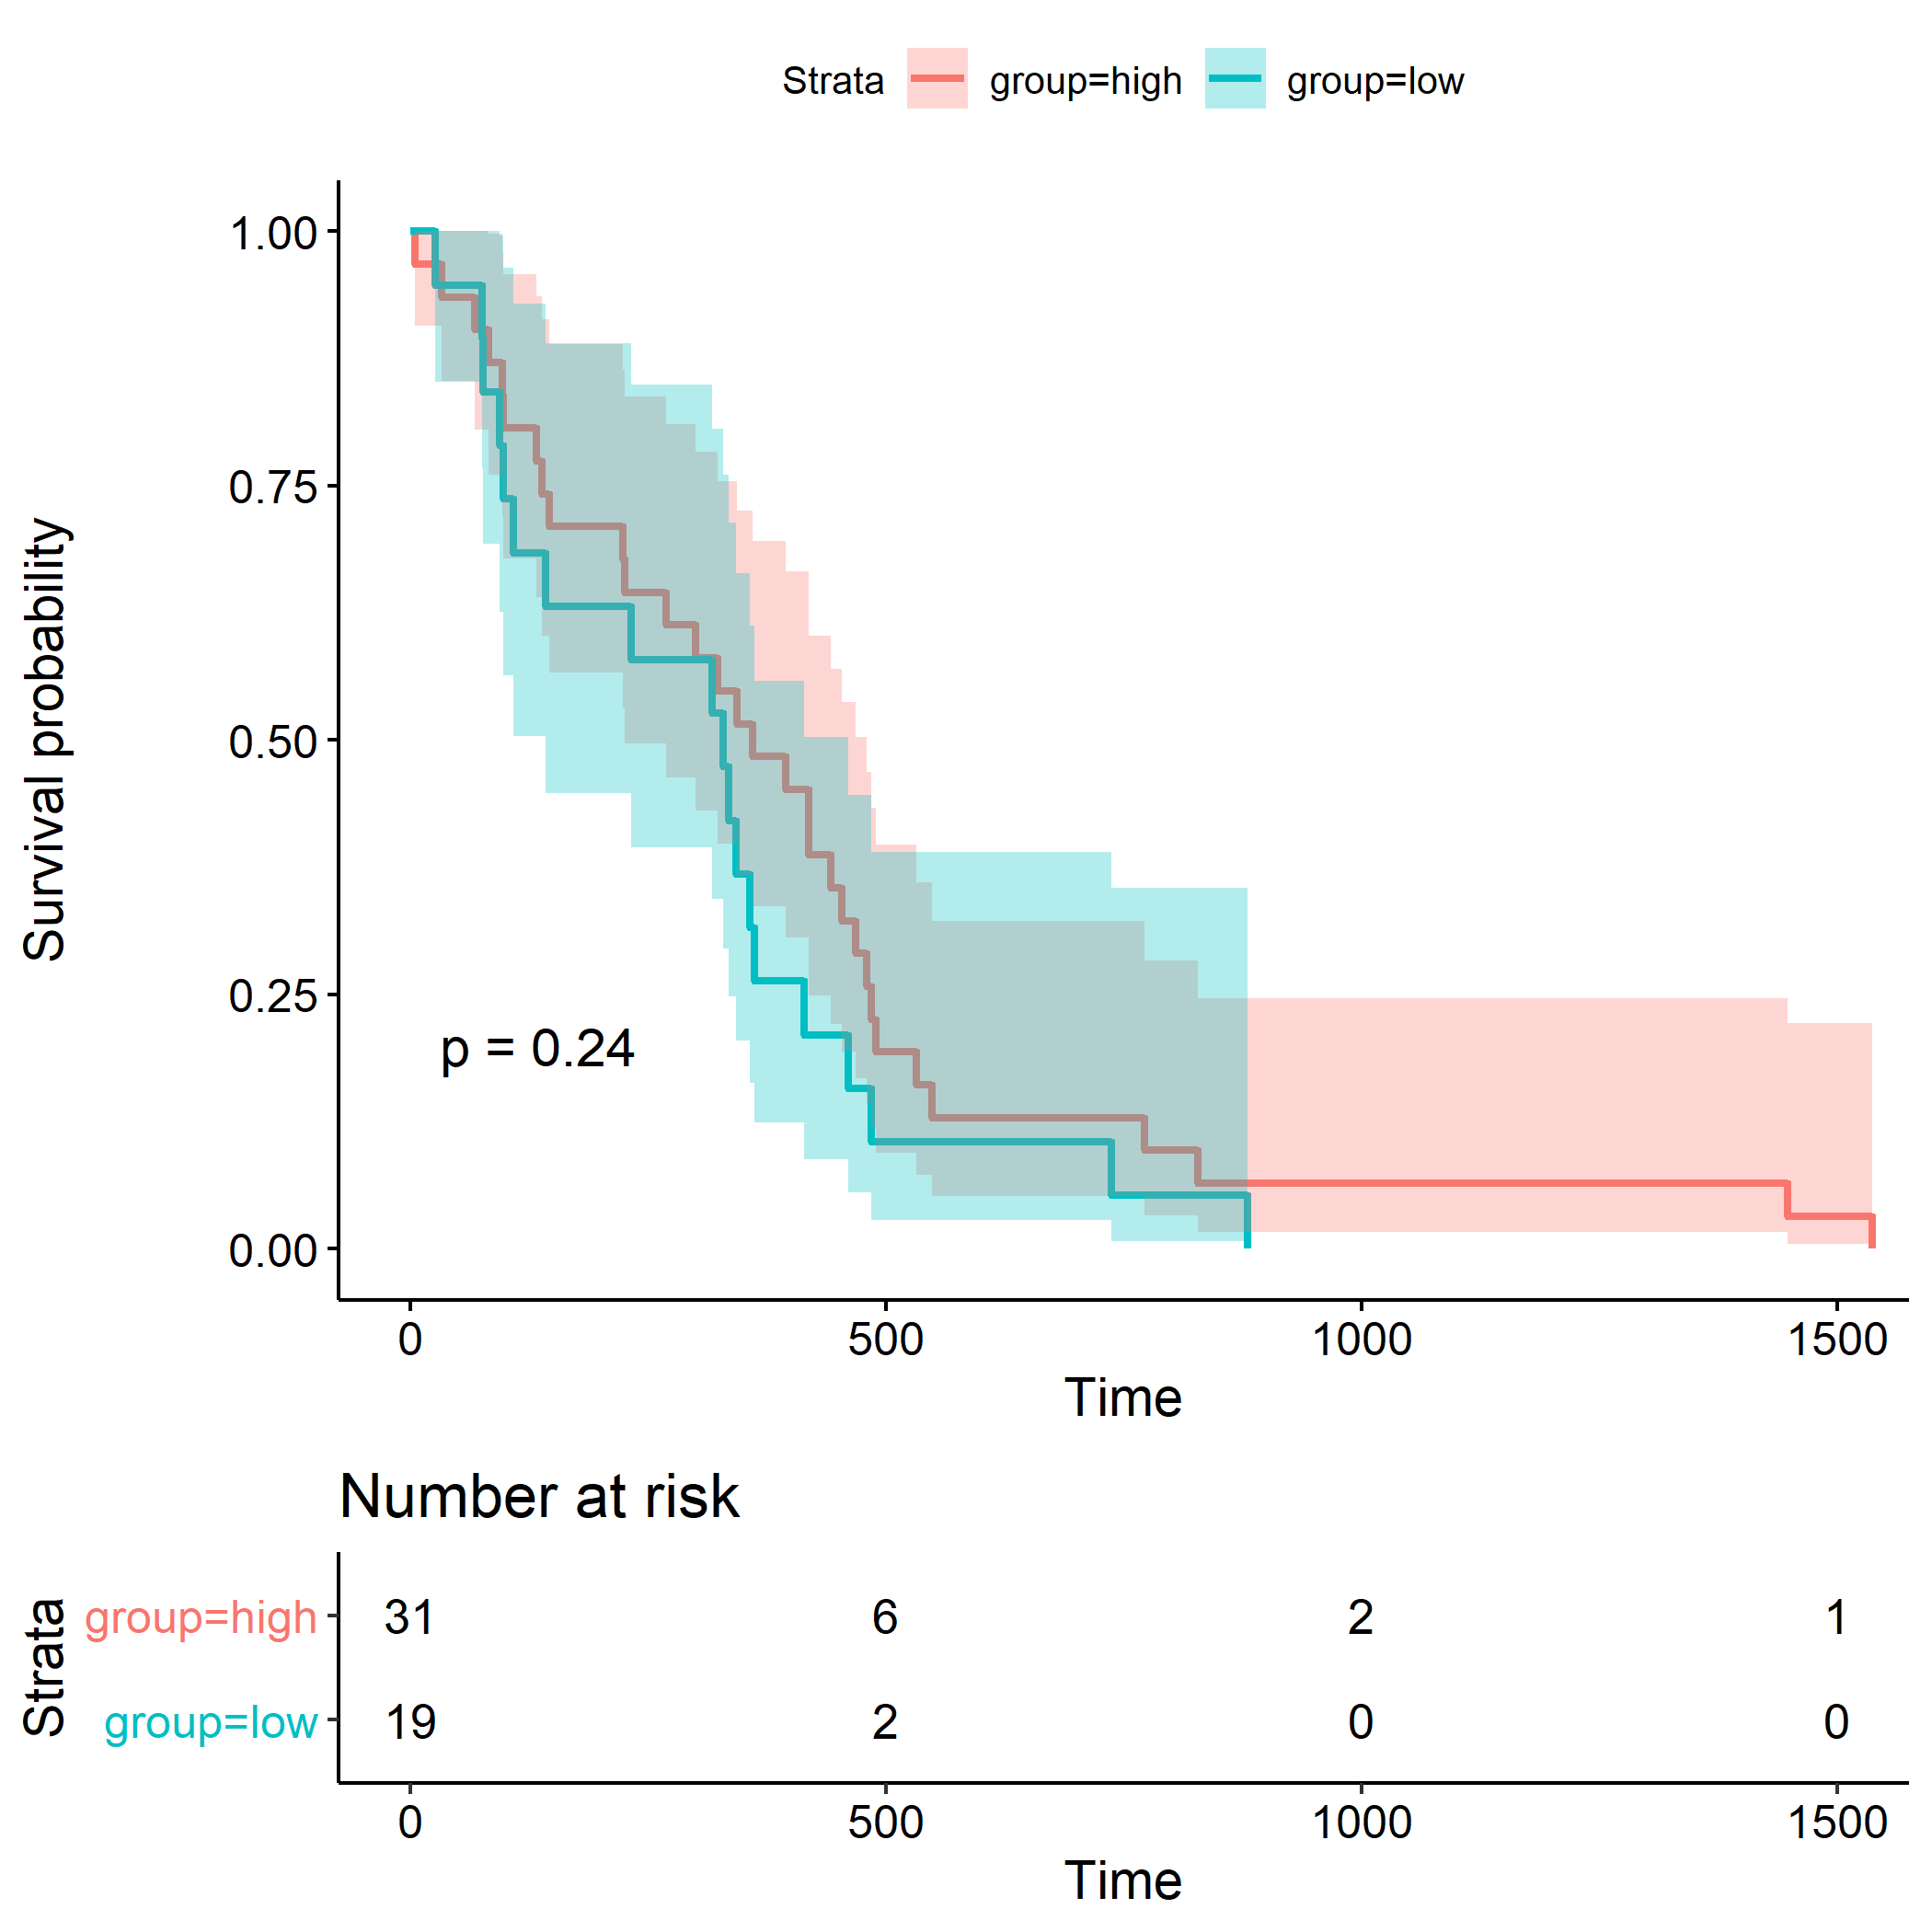 Strata group=high group=low
Survival probability
1.00
0.75
0.50
0.25
0.00
p = 0.24
0 500 1000 1500
Time
Number at risk
Strata
group=high 31 6 2 1
group=low 19 2 0 0
0 500 1000 1500
Time